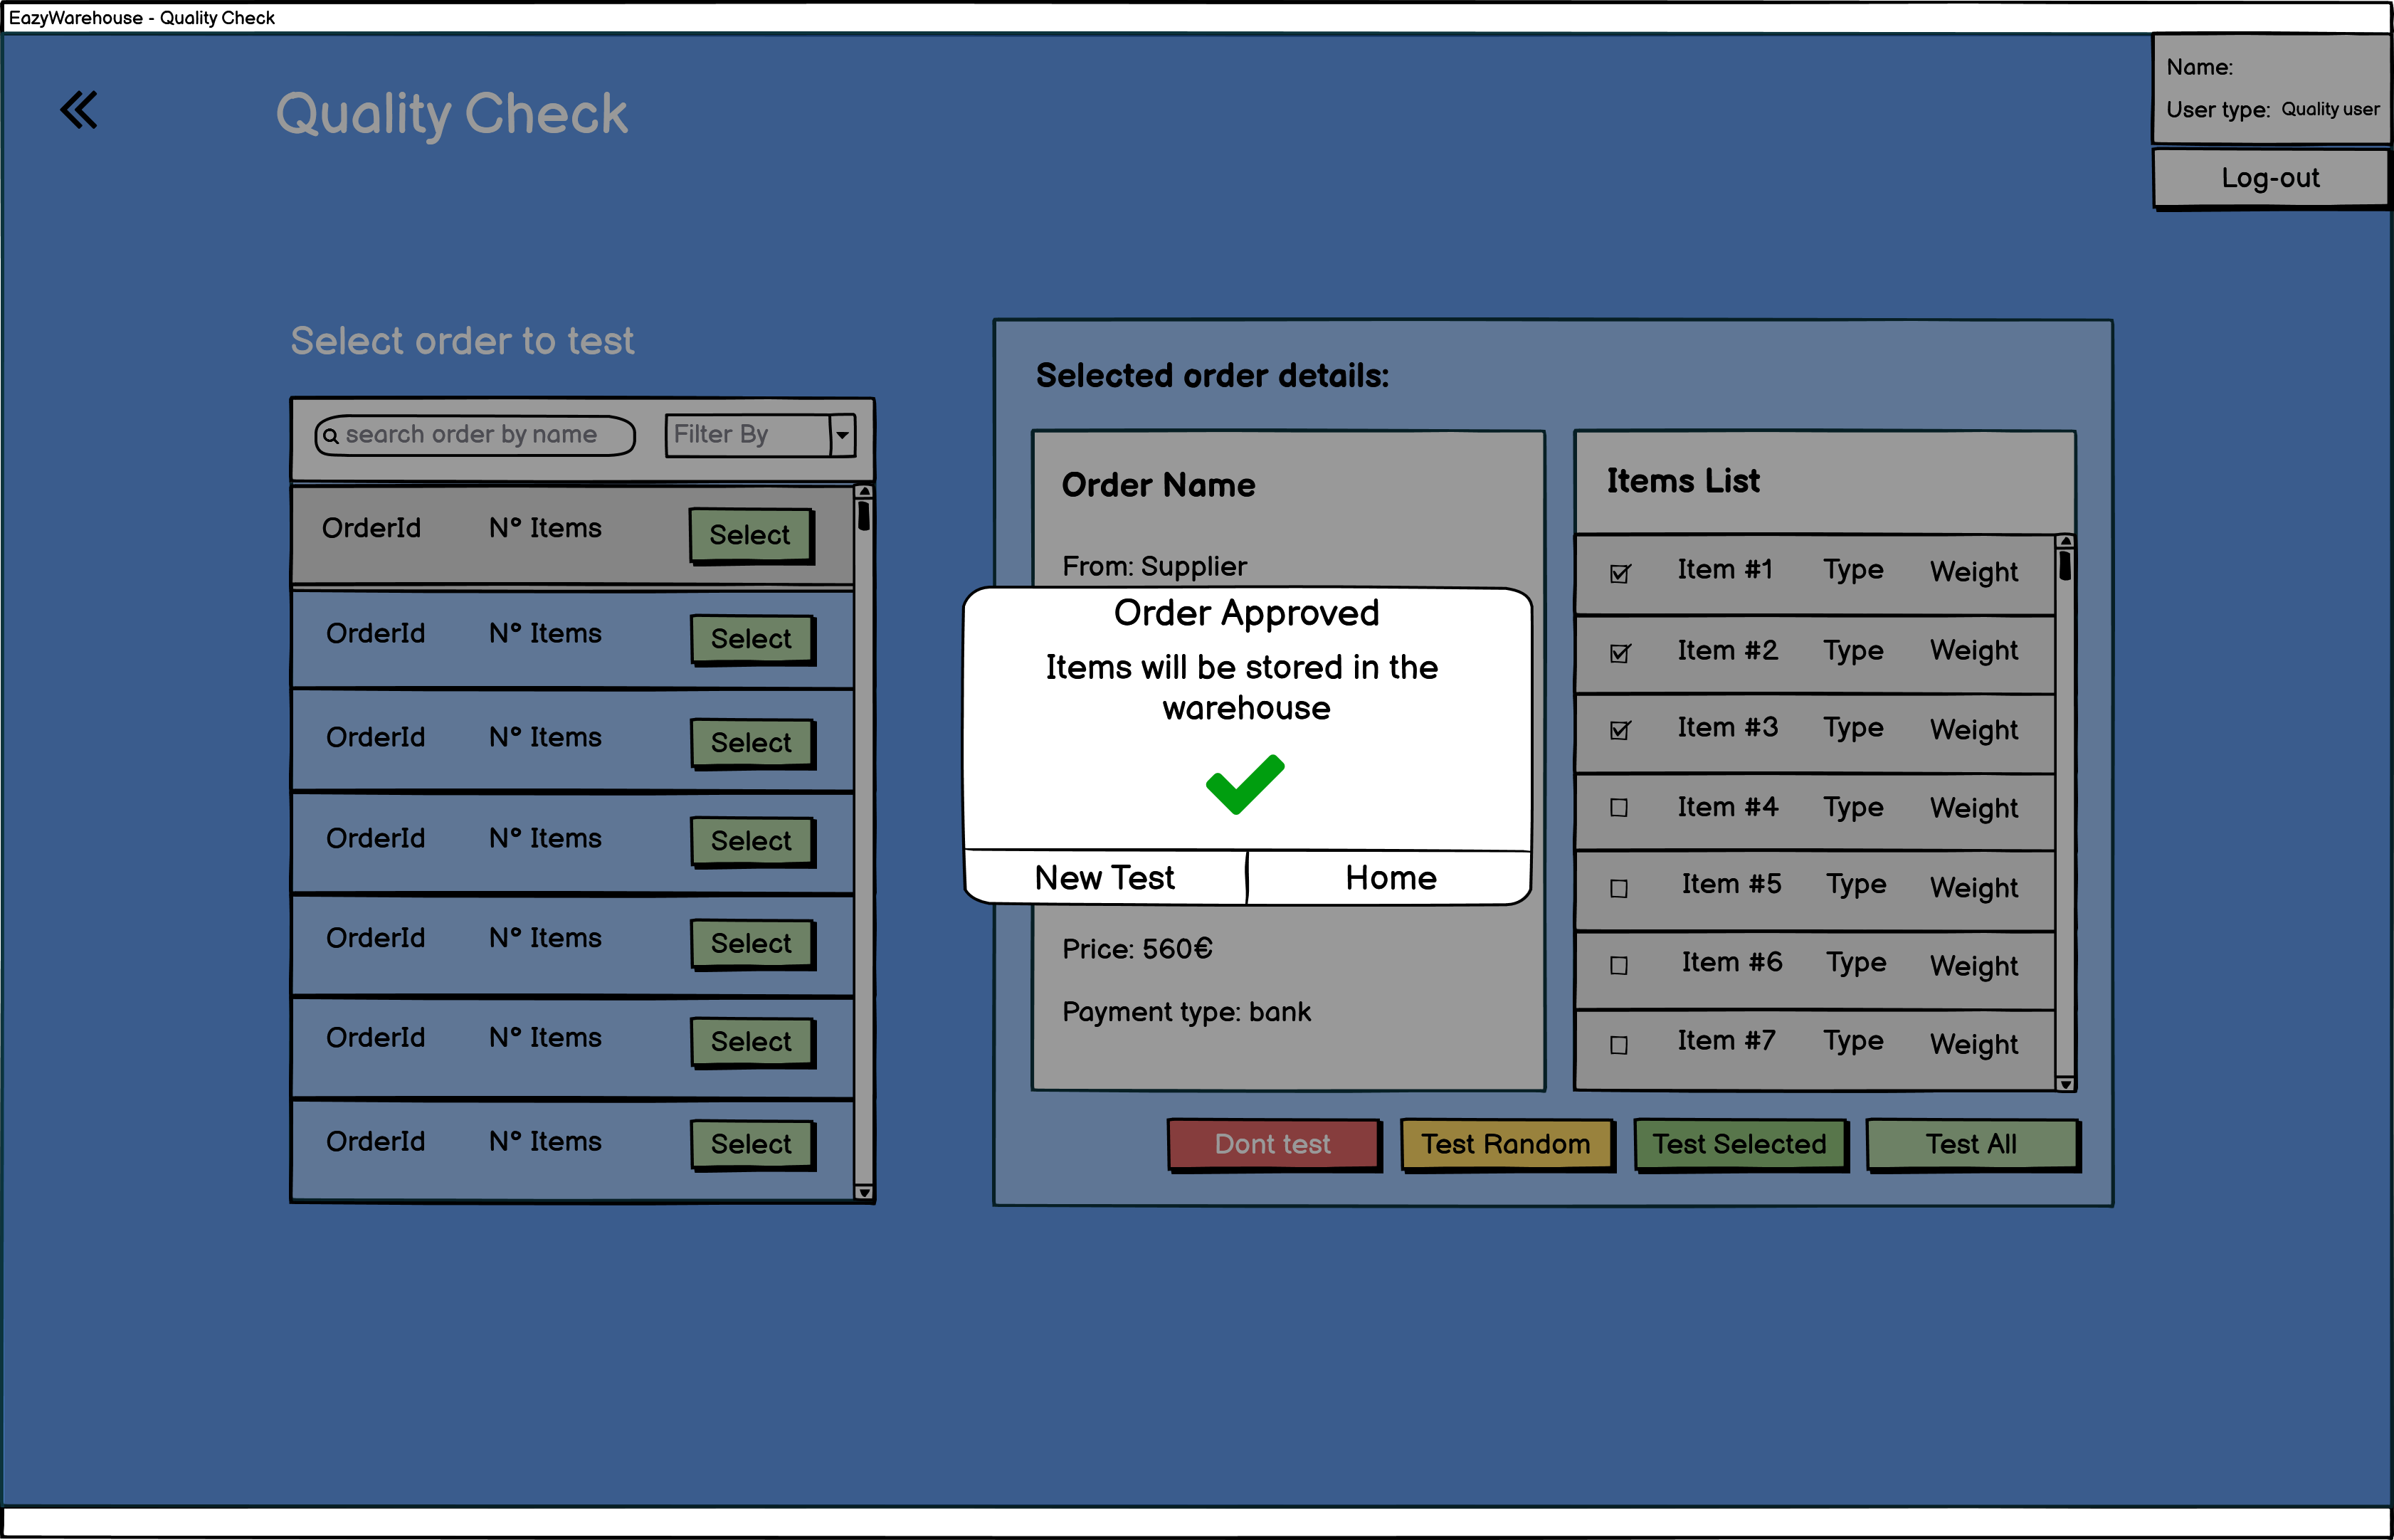 EazyWarehouse - Quality Check
Name:
User type: Quality user
Log-out
Quality Check
Select order to test
search order by name
Filter By
OrderId N° Items Select
OrderId N° Items Select
OrderId N° Items Select
OrderId N° Items Select
OrderId N° Items Select
OrderId N° Items Select
OrderId N° Items Select
Selected order details:
Order Name
From: Supplier
Order Approved
Items will be stored in the
warehouse
New Test Home
Price: 560€
Payment type: bank
Items List
Item #1 Type Weight
Item #2 Type Weight
Item #3 Type Weight
Item #4 Type Weight
Item #5 Type Weight
Item #6 Type Weight
Item #7 Type Weight
Dont test Test Random Test Selected Test All